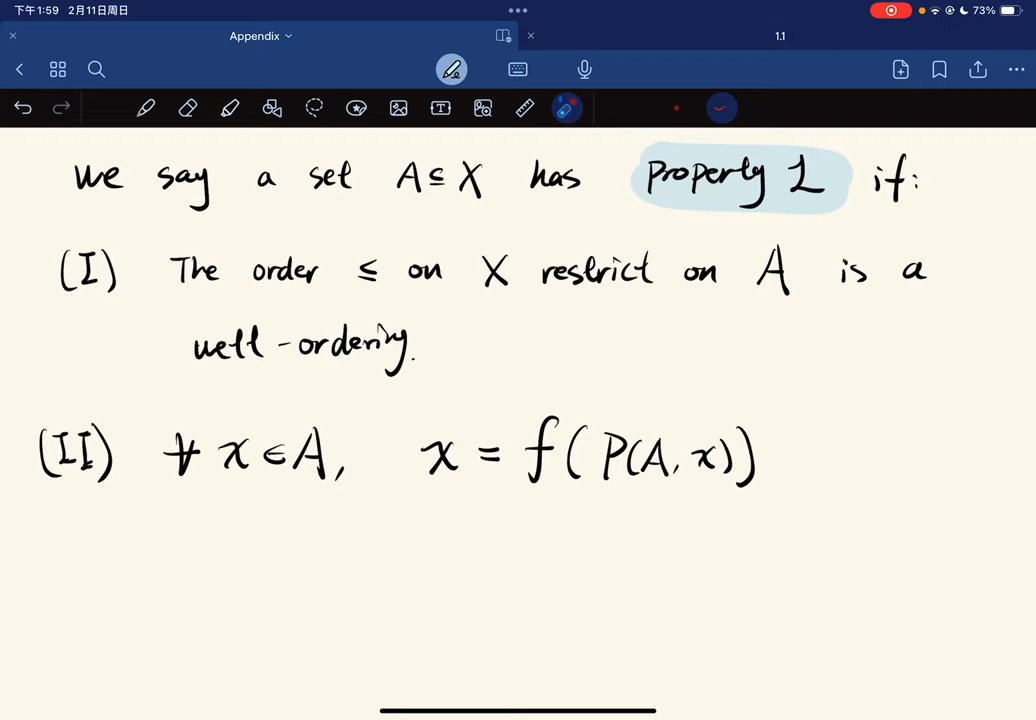 下午1:59 2月11日周日
73%
Appendix
1.1
We say a set A ⊆ X has Property 1 if:
(I) The order ≤ on X restrict on A is a
well-ordering.
(II) ∀ x ∈ A, x = f(P(A, x))